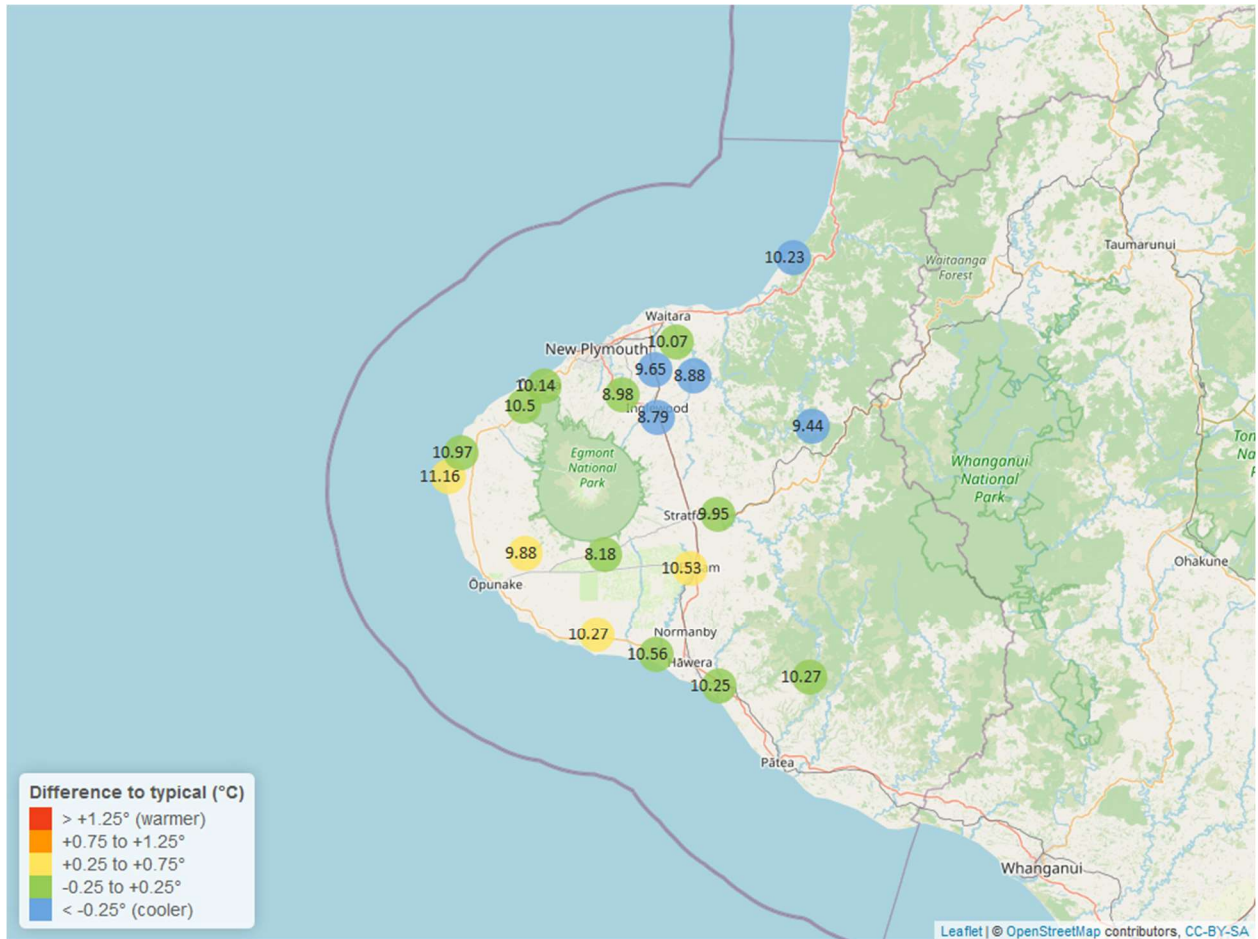 Taumarunui
Waitaanga
Forest
10.23
Waitara
10.07
New Plymouth
9.65
8.88
10.14
8.98
10.5
8.79
9.44
10.97
Egmont
National
Park
Whanganui
National
Park
11.16
9.95
9.88
8.18
10.53
Ōpunake
Ohakune
10.27
Normanby
10.56
Hāwera
10.25
10.27
Pātea
Difference to typical (°C)
> +1.25° (warmer)
+0.75 to +1.25°
+0.25 to +0.75°
-0.25 to +0.25°
< -0.25° (cooler)
Whanganui
Leaflet | © OpenStreetMap contributors, CC-BY-SA